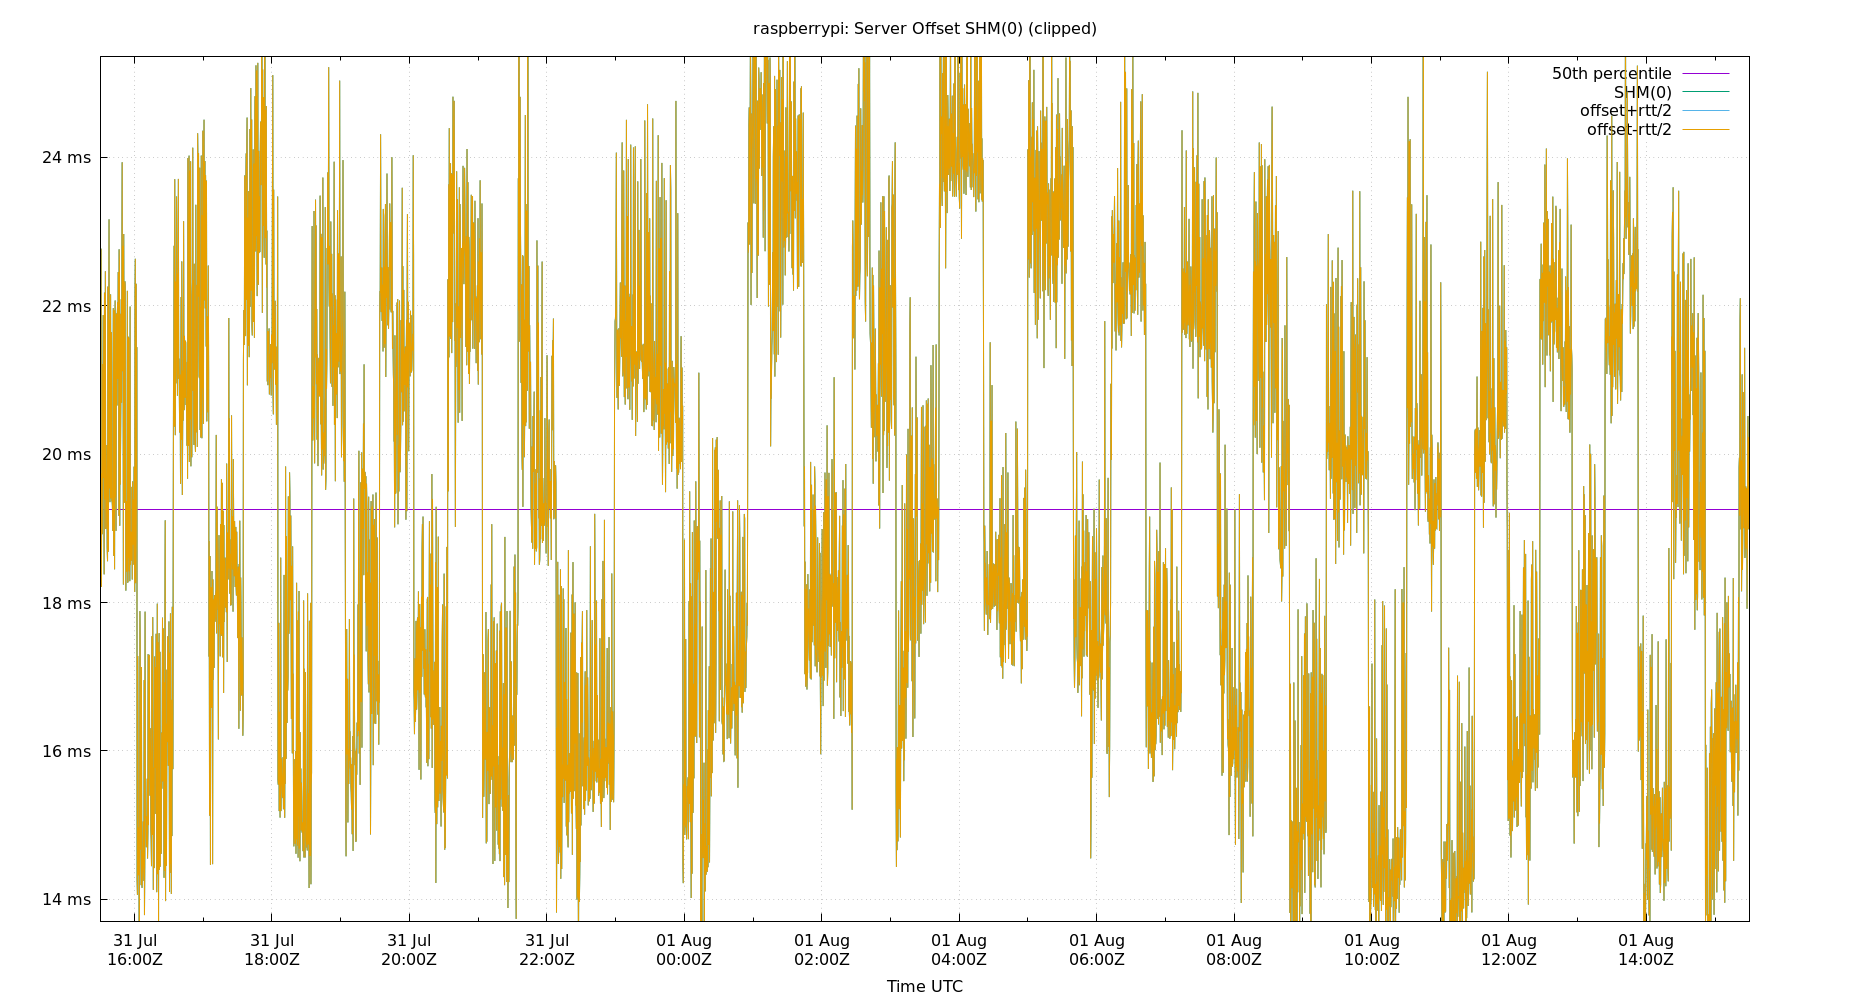 raspberrypi: Server Offset SHM(0) (clipped)
50th percentile
SHM(0)
offset+rtt/2
offset-rtt/2
24 ms
22 ms
20 ms
18 ms
16 ms
14 ms
31 Jul 31 Jul 31 Jul 31 Jul 01 Aug 01 Aug 01 Aug 01 Aug 01 Aug 01 Aug 01 Aug 01 Aug
16:00Z 18:00Z 20:00Z 22:00Z 00:00Z 02:00Z 04:00Z 06:00Z 08:00Z 10:00Z 12:00Z 14:00Z
Time UTC